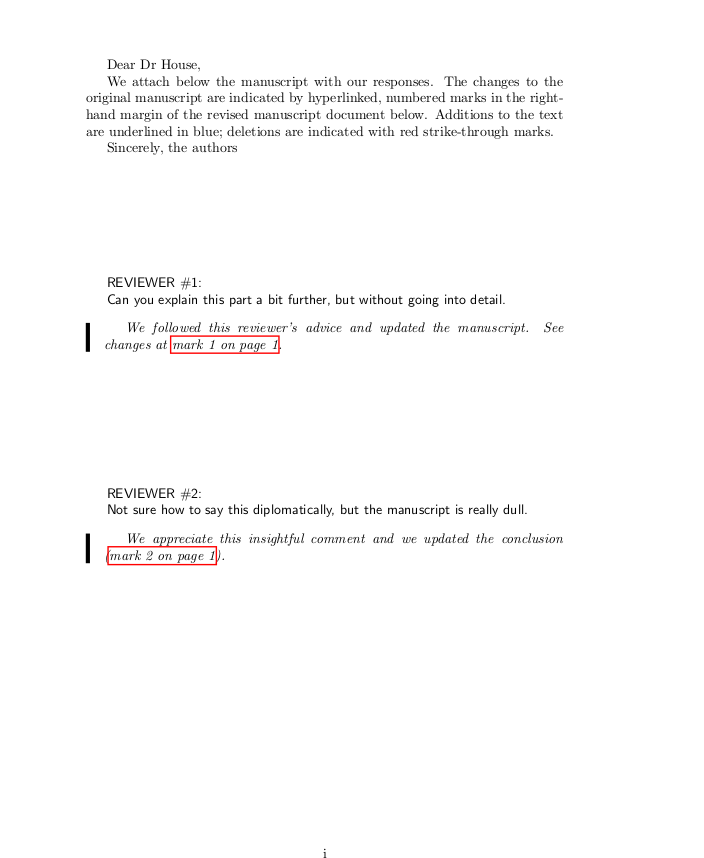 Dear Dr House,
We attach below the manuscript with our responses. The changes to the
original manuscript are indicated by hyperlinked, numbered marks in the right-
hand margin of the revised manuscript document below. Additions to the text
are underlined in blue; deletions are indicated with red strike-through marks.
Sincerely, the authors
REVIEWER #1:
Can you explain this part a bit further, but without going into detail.
We followed this reviewer's advice and updated the manuscript. See
changes at mark 1 on page 1.
REVIEWER #2:
Not sure how to say this diplomatically, but the manuscript is really dull.
We appreciate this insightful comment and we updated the conclusion
(mark 2 on page 1).
i